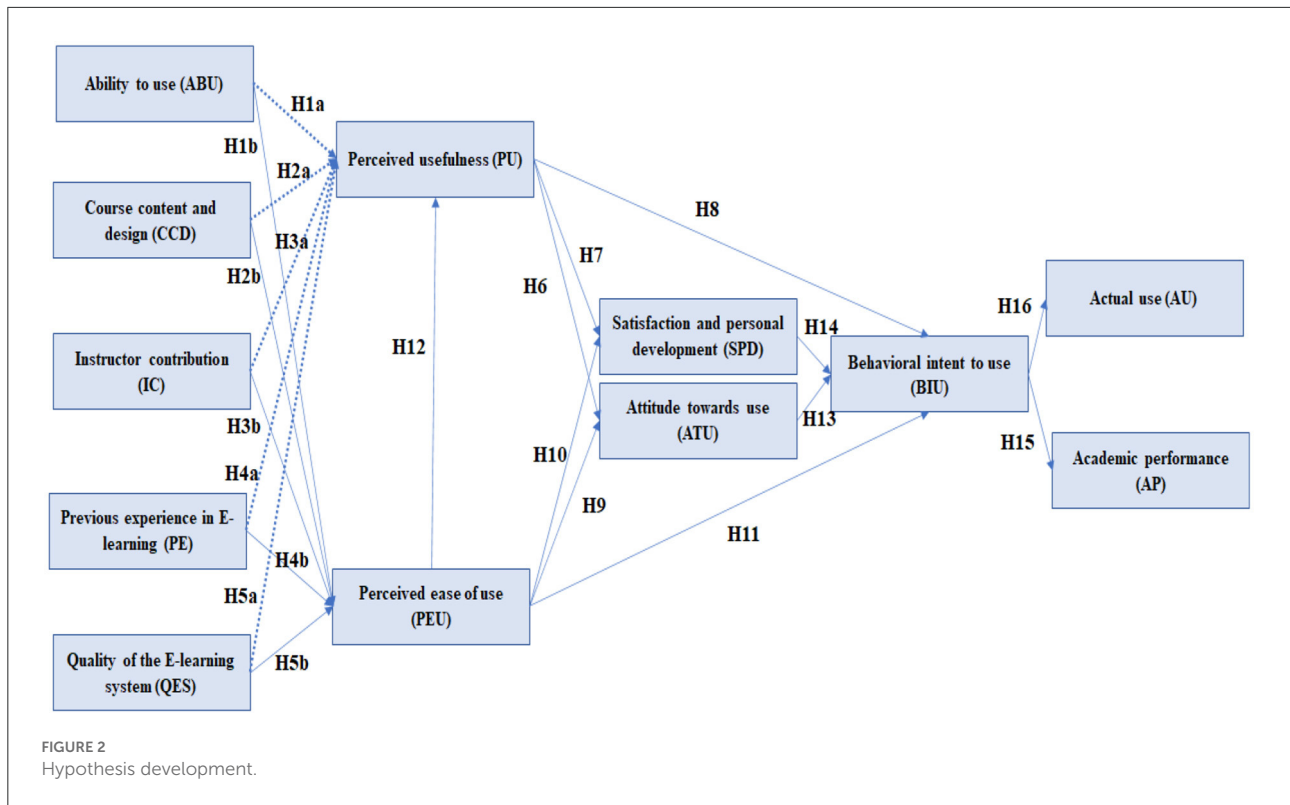 Ability to use (ABU)
H1a
H1b
Perceived usefulness (PU)
H2a
Course content and
design (CCD)
H3a
H2b
H8
H7
H6
Actual use (AU)
H16
Satisfaction and personal
development (SPD)
H14
Instructor contribution
(IC)
H12
Behavioral intent to use
(BIU)
Attitude towards use
(ATU)
H13
H3b
H10
H15
Academic performance
(AP)
H4a
H9
Previous experience in E-
learning (PE)
H11
H4b
H5a
Perceived ease of use
(PEU)
Quality of the E-learning
system (QES)
H5b
FIGURE 2
Hypothesis development.